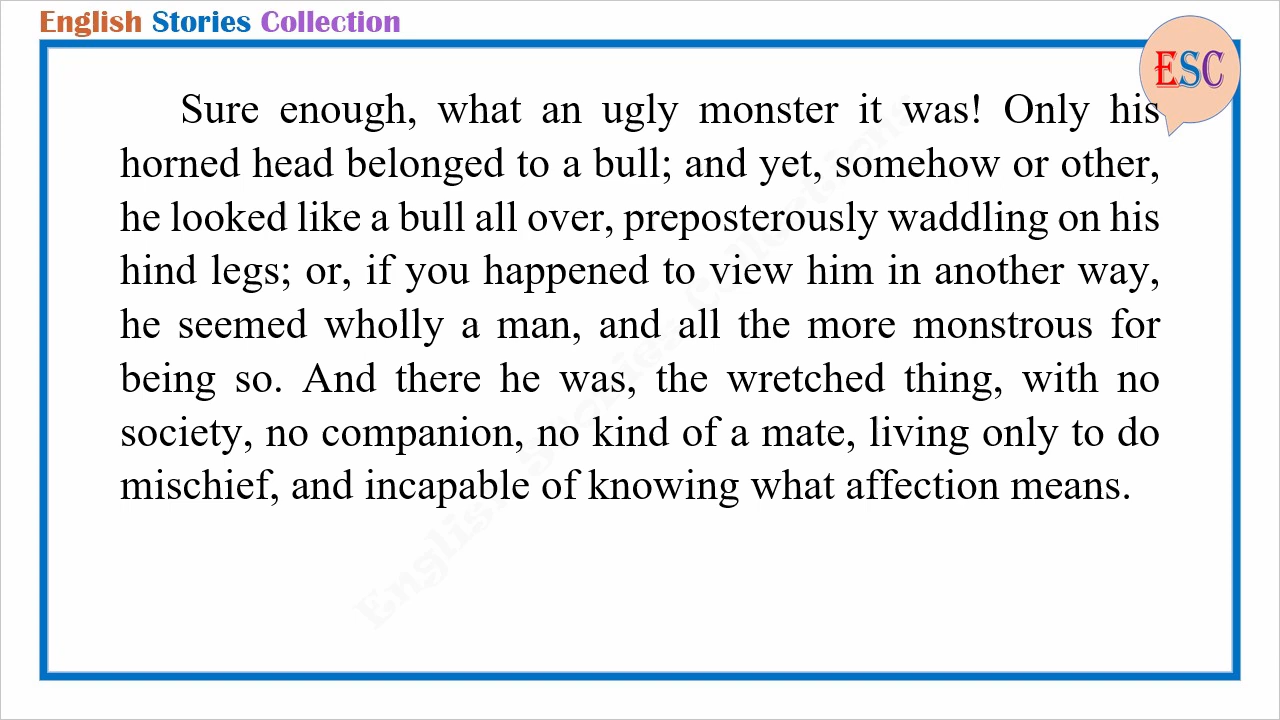 English Stories Collection
ESC
Sure enough, what an ugly monster it was! Only his
horned head belonged to a bull; and yet, somehow or other,
he looked like a bull all over, preposterously waddling on his
hind legs; or, if you happened to view him in another way,
he seemed wholly a man, and all the more monstrous for
being so. And there he was, the wretched thing, with no
society, no companion, no kind of a mate, living only to do
mischief, and incapable of knowing what affection means.